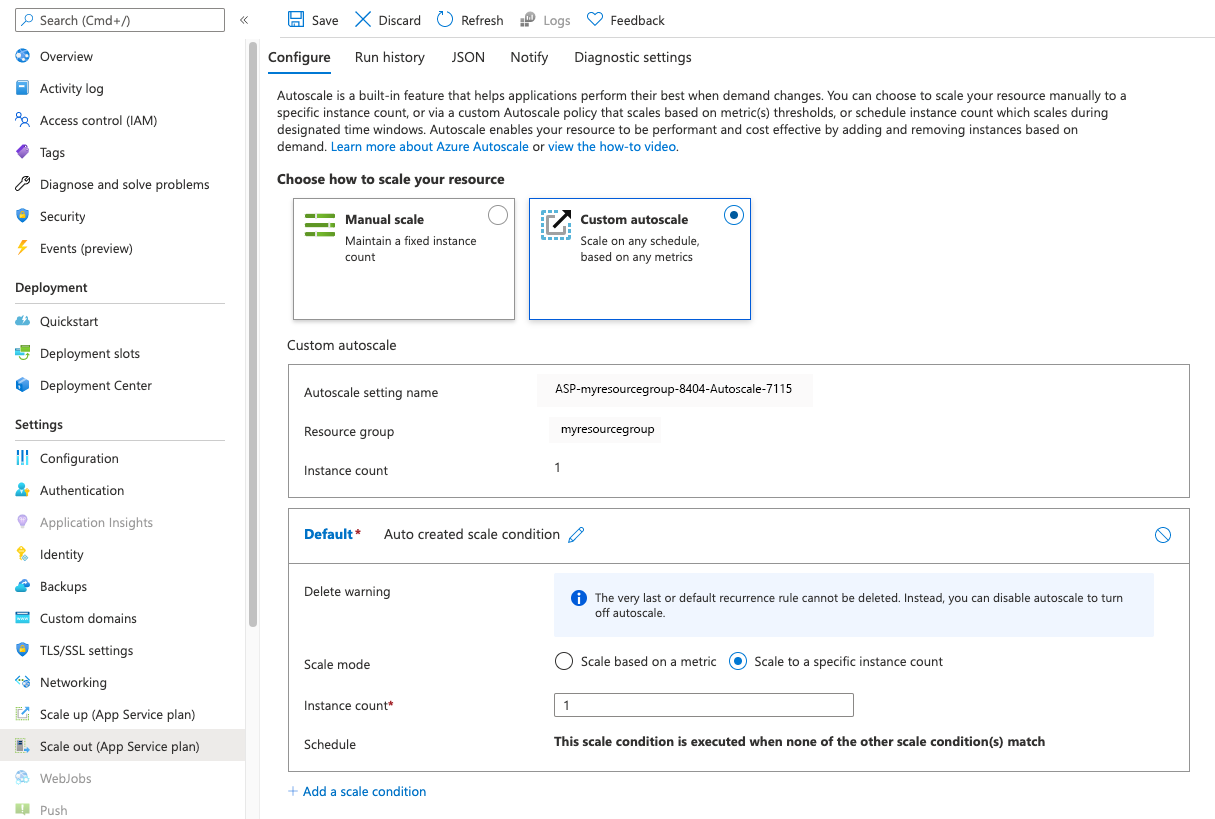 Search (Cmd+/)
«
Save
Discard
Refresh
Logs
Feedback
Overview
Activity log
Access control (IAM)
Tags
Diagnose and solve problems
Security
Events (preview)
Deployment
Quickstart
Deployment slots
Deployment Center
Settings
Configuration
Authentication
Application Insights
Identity
Backups
Custom domains
TLS/SSL settings
Networking
Scale up (App Service plan)
Scale out (App Service plan)
WebJobs
Push
Configure
Run history
JSON
Notify
Diagnostic settings
Autoscale is a built-in feature that helps applications perform their best when demand changes. You can choose to scale your resource manually to a
specific instance count, or via a custom Autoscale policy that scales based on metric(s) thresholds, or schedule instance count which scales during
designated time windows. Autoscale enables your resource to be performant and cost effective by adding and removing instances based on
demand. Learn more about Azure Autoscale or view the how-to video.
Choose how to scale your resource
Manual scale
Maintain a fixed instance
count
Custom autoscale
Scale on any schedule,
based on any metrics
Custom autoscale
Autoscale setting name
ASP-myresourcegroup-8404-Autoscale-7115
Resource group
myresourcegroup
Instance count
1
Default*
Auto created scale condition
Delete warning
The very last or default recurrence rule cannot be deleted. Instead, you can disable autoscale to turn
off autoscale.
Scale mode
Scale based on a metric
Scale to a specific instance count
Instance count*
1
Schedule
This scale condition is executed when none of the other scale condition(s) match
+ Add a scale condition